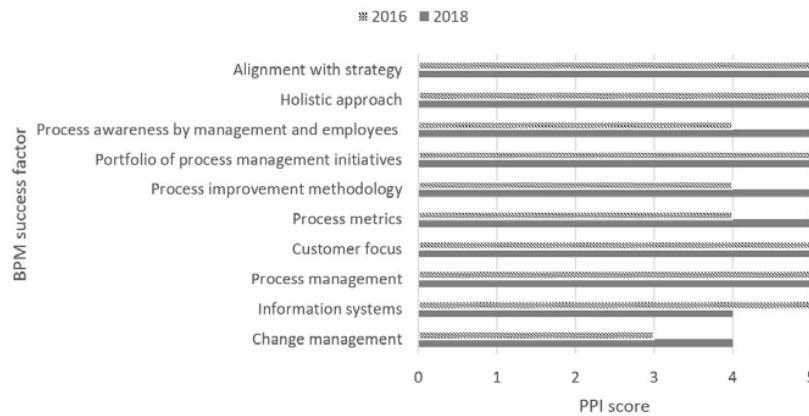 2016 2018
BPM success factor
Alignment with strategy
Holistic approach
Process awareness by management and employees
Portfolio of process management initiatives
Process improvement methodology
Process metrics
Customer focus
Process management
Information systems
Change management
0 1 2 3 4 5
PPI score